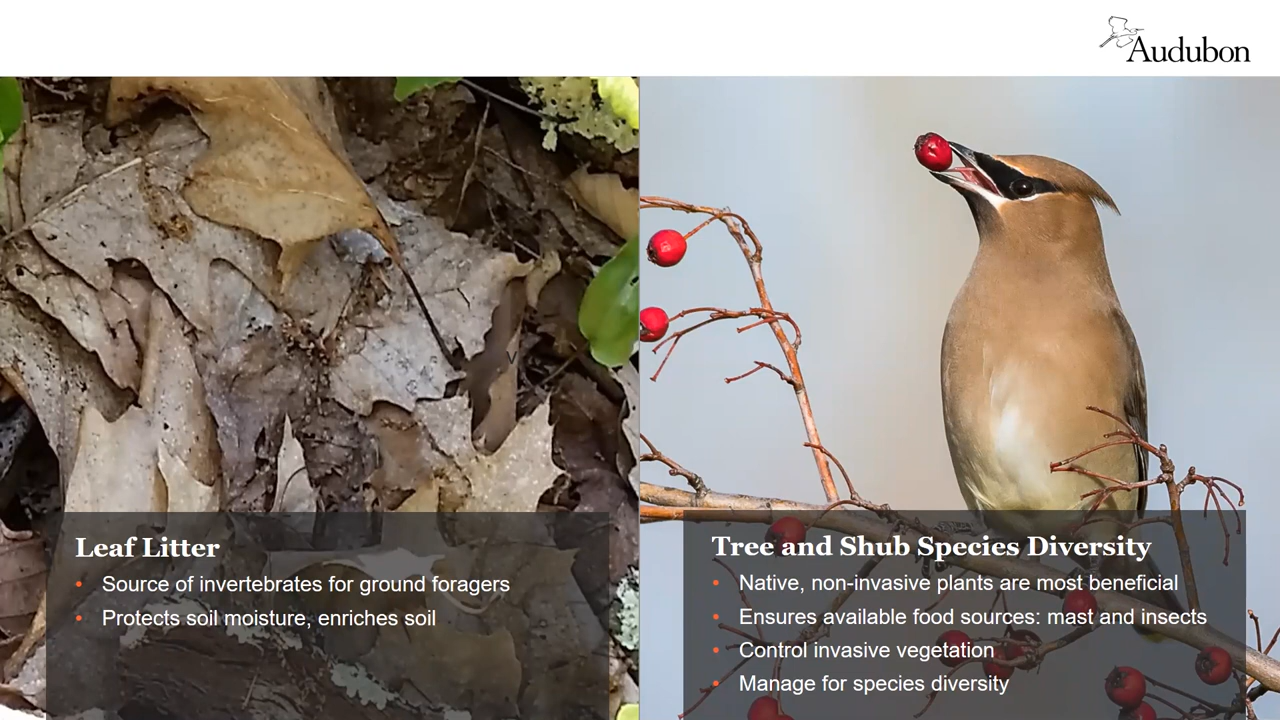 Audubon
Leaf Litter
• Source of invertebrates for ground foragers
• Protects soil moisture, enriches soil
Tree and Shub Species Diversity
• Native, non-invasive plants are most beneficial
• Ensures available food sources: mast and insects
• Control invasive vegetation
• Manage for species diversity